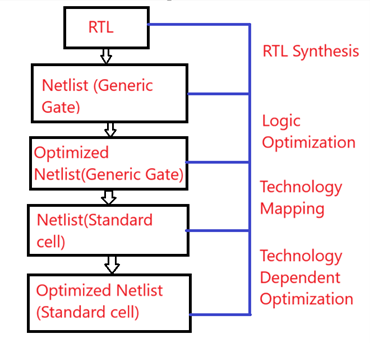 RTL
RTL Synthesis
Netlist (Generic
Gate)
Logic
Optimization
Optimized
Netlist(Generic Gate)
Technology
Mapping
Netlist(Standard
cell)
Technology
Dependent
Optimization
Optimized Netlist
(Standard cell)